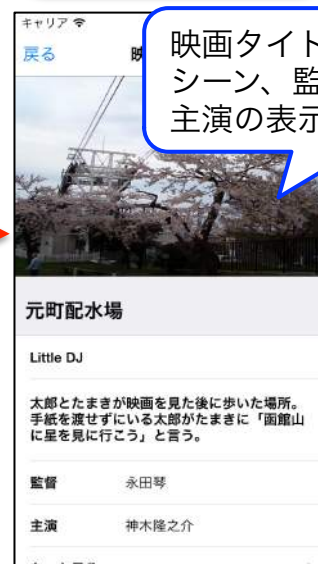 キャリア
戻る
映
映画タイト
シーン、監
主演の表示
元町配水場
Little DJ
太郎とたまきが映画を見た後に歩いた場所。
手紙を渡せずにいる太郎がたまきに「函館山
に星を見に行こう」と言う。
監督 永田琴
主演 神木隆之介